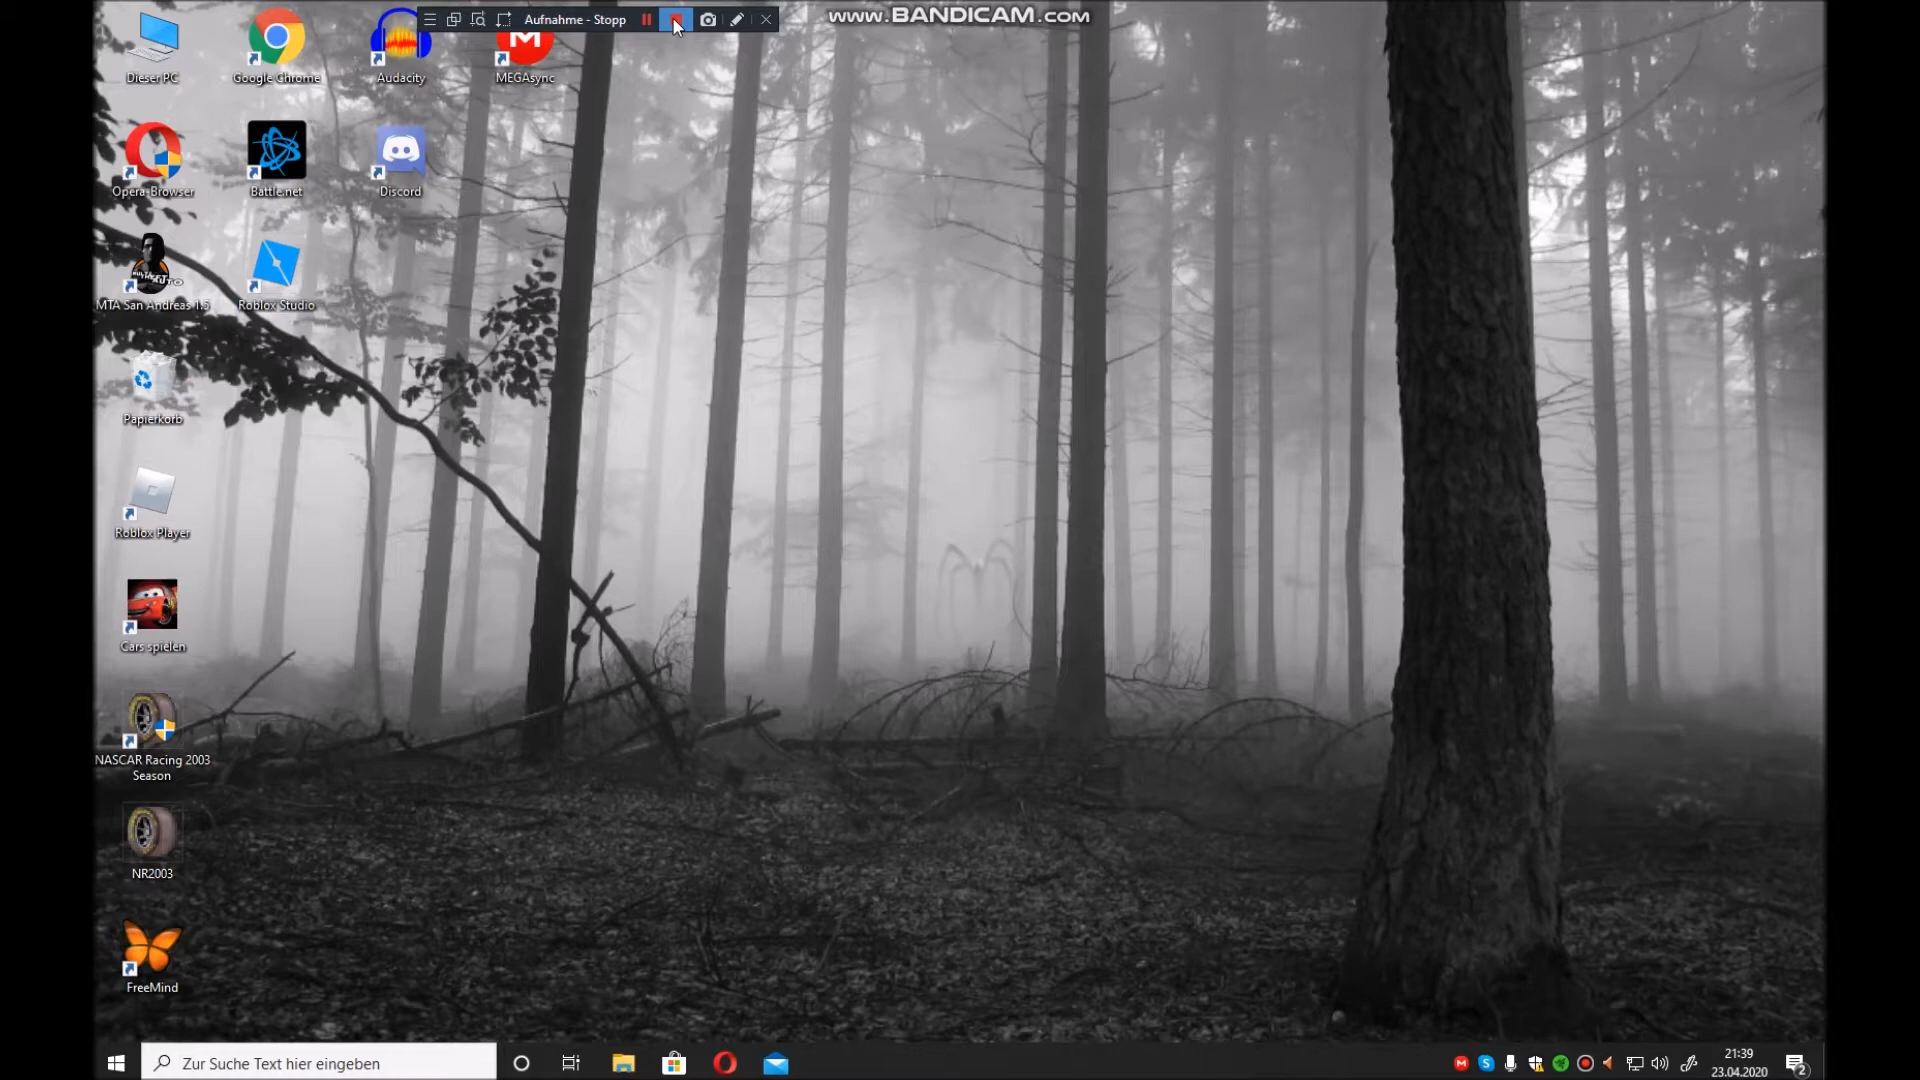 Aufnahme - Stopp
www.BANDICAM.com
Dieser PC
Google Chrome
Audacity
MEGAsync
Opera-Browser
Battle.net
Discord
MTA San Andreas 1.5
Roblox Studio
Papierkorb
Roblox Player
Cars spielen
NASCAR Racing 2003
Season
NR2003
FreeMind
Zur Suche Text hier eingeben
21:39
23.04.2020
2